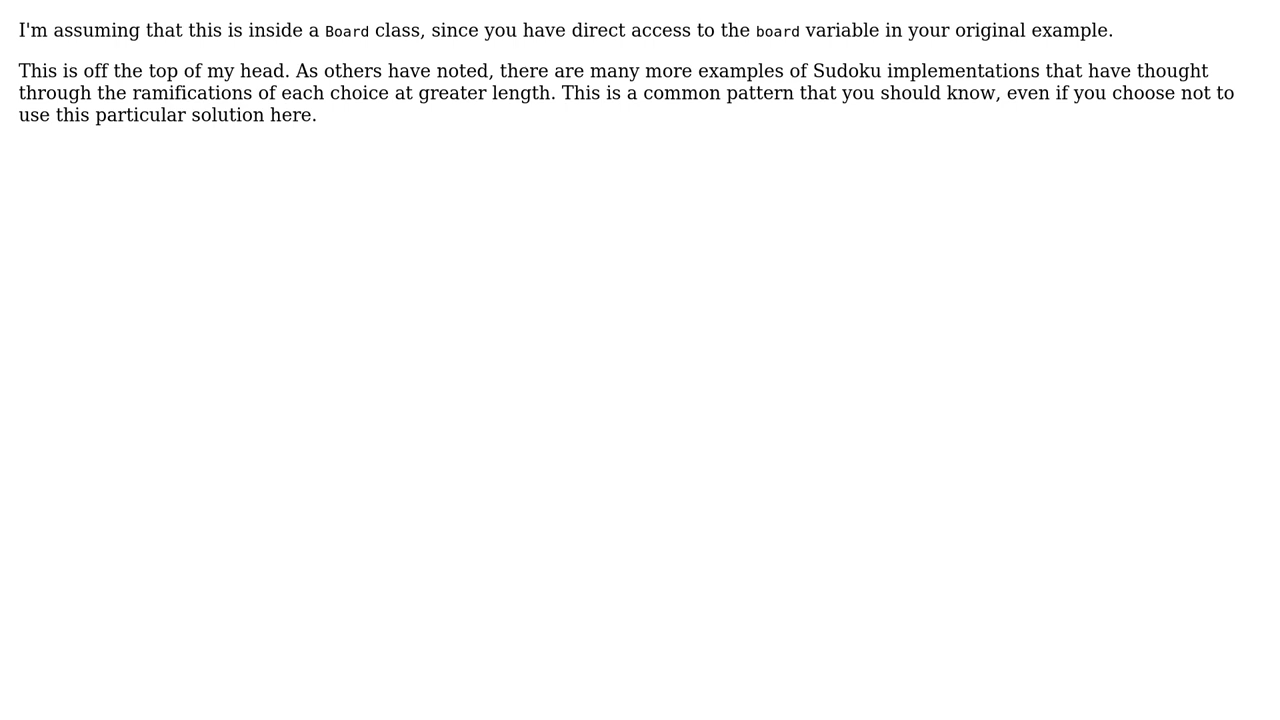 I'm assuming that this is inside a Board class, since you have direct access to the board variable in your original example.
This is off the top of my head. As others have noted, there are many more examples of Sudoku implementations that have thought
through the ramifications of each choice at greater length. This is a common pattern that you should know, even if you choose not to
use this particular solution here.